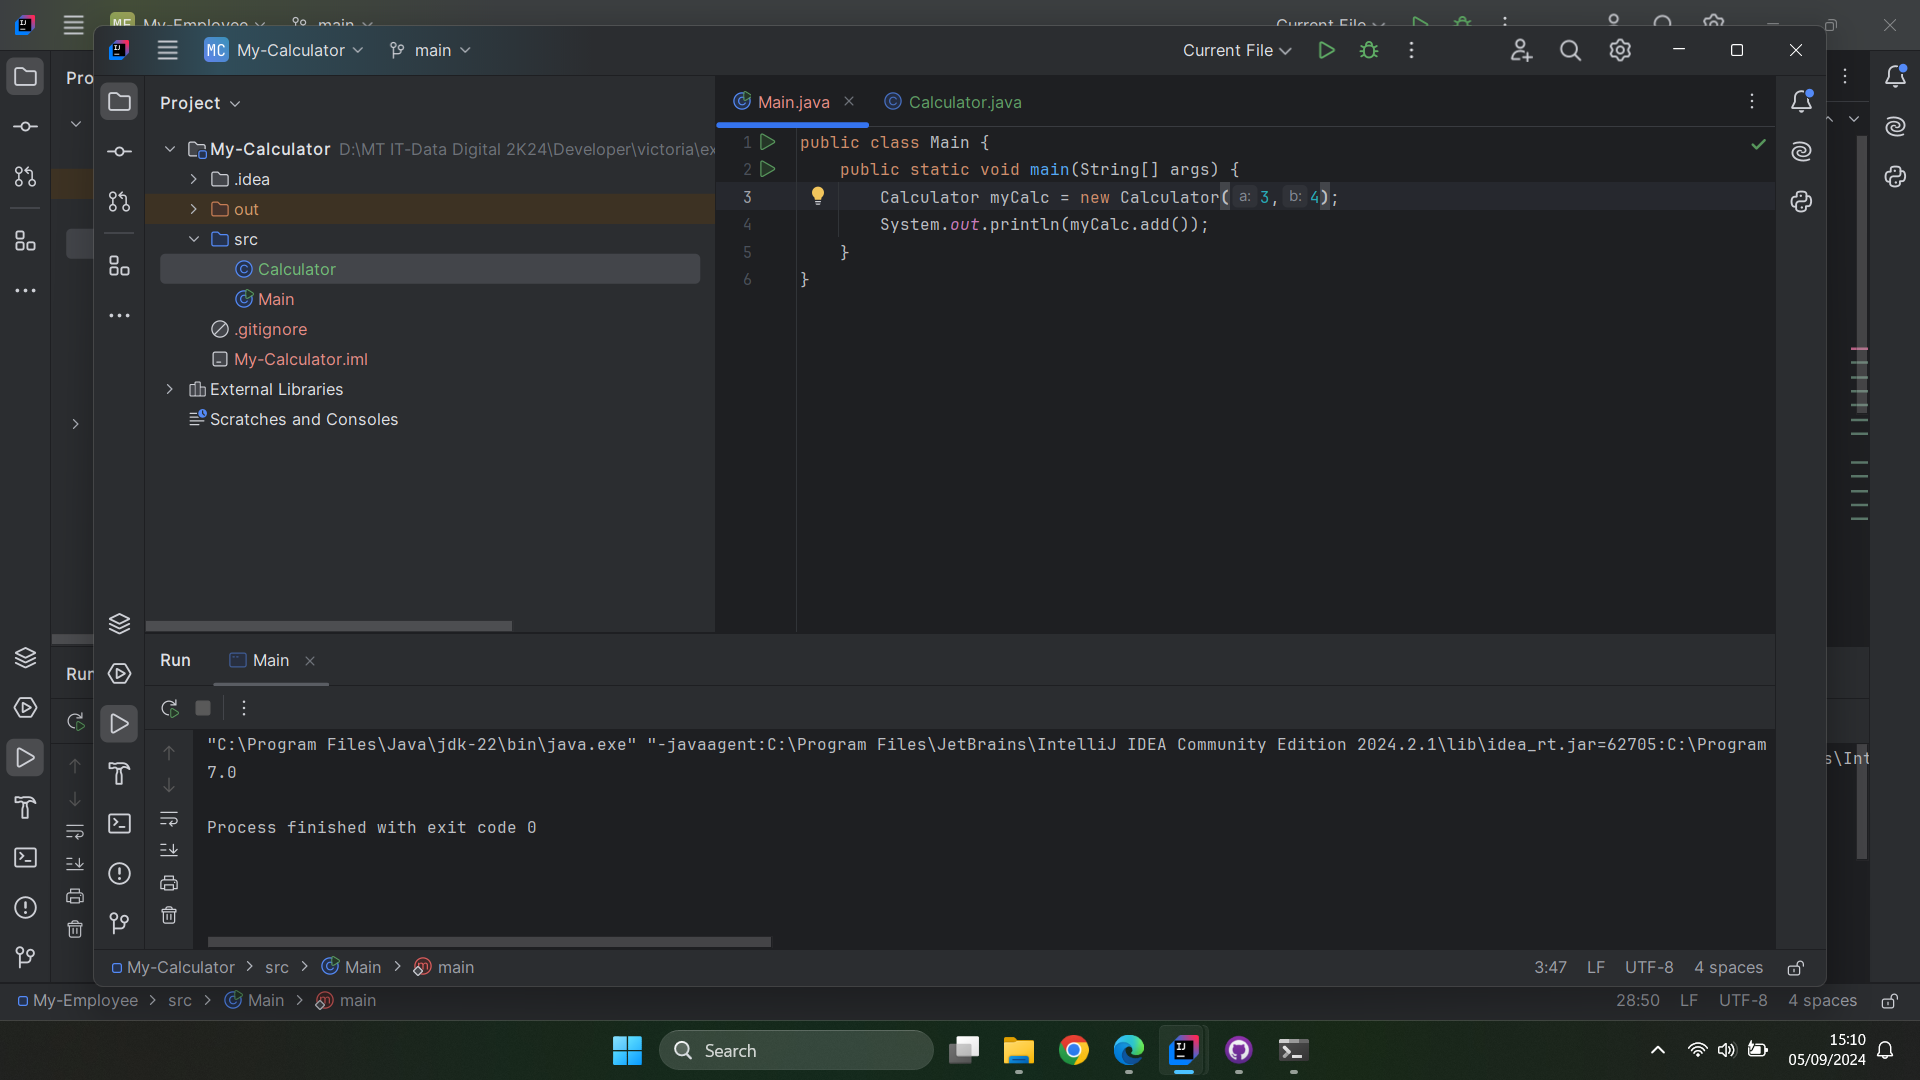 ME My-Employee main Current File
MC My-Calculator main Current File
Pro
Project
Main.java
Calculator.java
My-Calculator D:\MT IT-Data Digital 2K24\Developer\victoria\ex
.idea
out
src
Calculator
Main
.gitignore
My-Calculator.iml
External Libraries
Scratches and Consoles
1 public class Main {
2 public static void main(String[] args) {
3 Calculator myCalc = new Calculator( a: 3, b: 4);
4 System.out.println(myCalc.add());
5 }
6 }
Run
Run Main
"C:\Program Files\Java\jdk-22\bin\java.exe" "-javaagent:C:\Program Files\JetBrains\IntelliJ IDEA Community Edition 2024.2.1\lib\idea_rt.jar=62705:C:\Program
s\Int
7.0
Process finished with exit code 0
My-Calculator > src > Main > main 3:47 LF UTF-8 4 spaces
My-Employee > src > Main > main 28:50 LF UTF-8 4 spaces
Search
15:10
05/09/2024